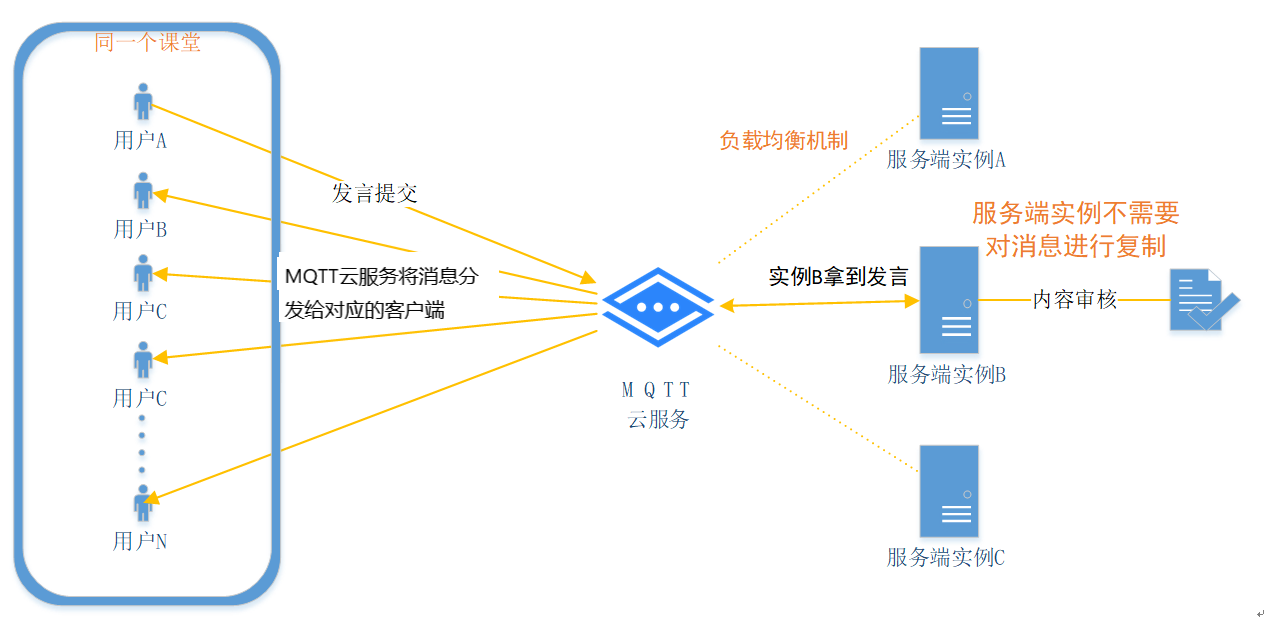 同一个课堂
用户A
用户B
用户C
用户C
用户N
发言提交
MQTT云服务将消息分
发给对应的客户端
MQTT
云服务
负载均衡机制
实例B拿到发言
服务端实例A
服务端实例不需要
对消息进行复制
内容审核
服务端实例B
服务端实例C